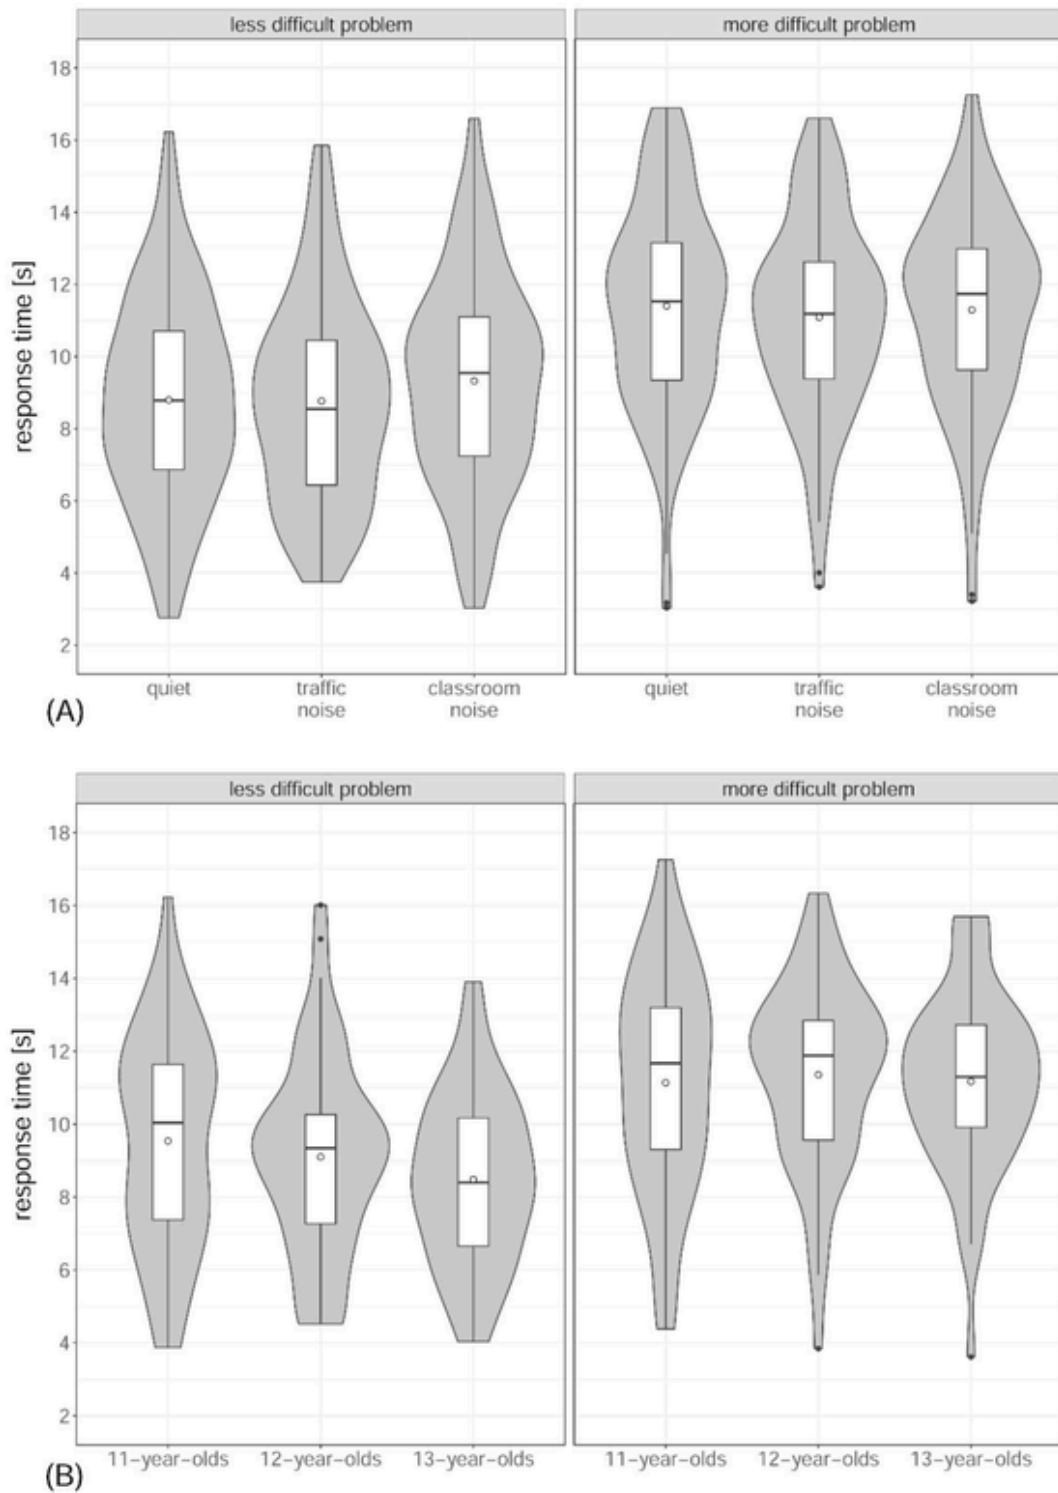 less difficult problem
more difficult problem
18
16
14
12
10
8
6
4
2
response time [s]
quiet
traffic
noise
classroom
noise
quiet
traffic
noise
classroom
noise
(A)
less difficult problem
more difficult problem
18
16
14
12
10
8
6
4
2
response time [s]
11-year-olds
12-year-olds
13-year-olds
11-year-olds
12-year-olds
13-year-olds
(B)